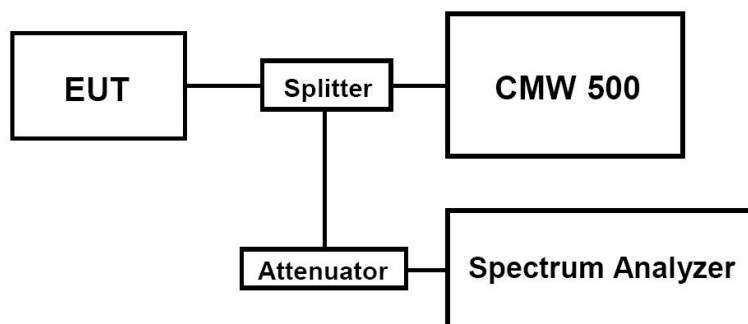 EUT
Splitter
CMW 500
Attenuator
Spectrum Analyzer